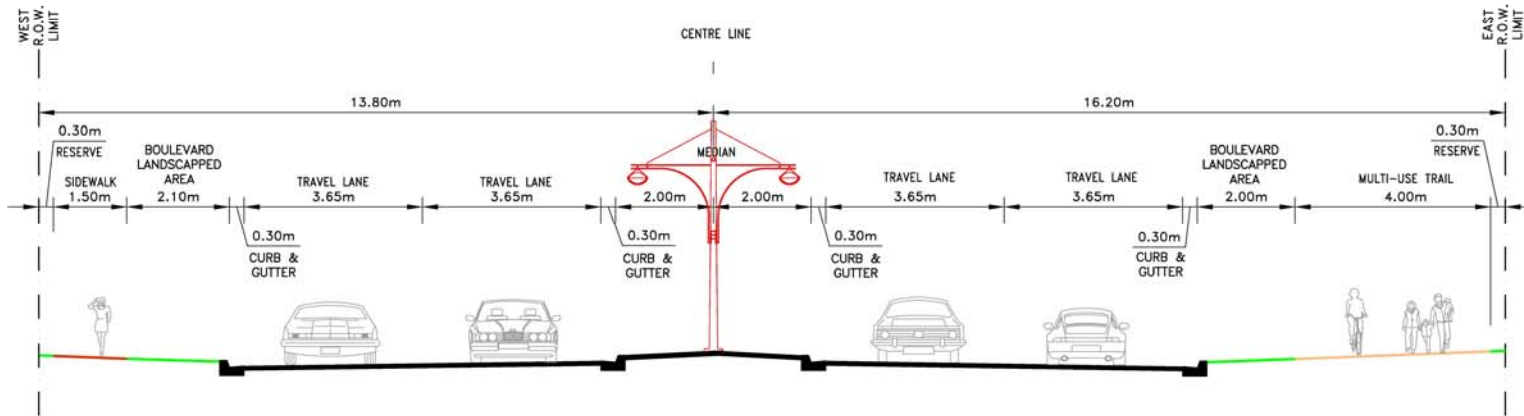 WEST
R.O.W.
LIMIT
CENTRE LINE
EAST
R.O.W.
LIMIT
13.80m
16.20m
0.30m
RESERVE
SIDEWALK
1.50m
BOULEVARD
LANDSCAPPED
AREA
2.10m
TRAVEL LANE
3.65m
TRAVEL LANE
3.65m
MEDIAN
2.00m
2.00m
TRAVEL LANE
3.65m
TRAVEL LANE
3.65m
BOULEVARD
LANDSCAPPED
AREA
2.00m
MULTI-USE TRAIL
4.00m
0.30m
RESERVE
0.30m
CURB &
GUTTER
0.30m
CURB &
GUTTER
0.30m
CURB &
GUTTER
0.30m
CURB &
GUTTER